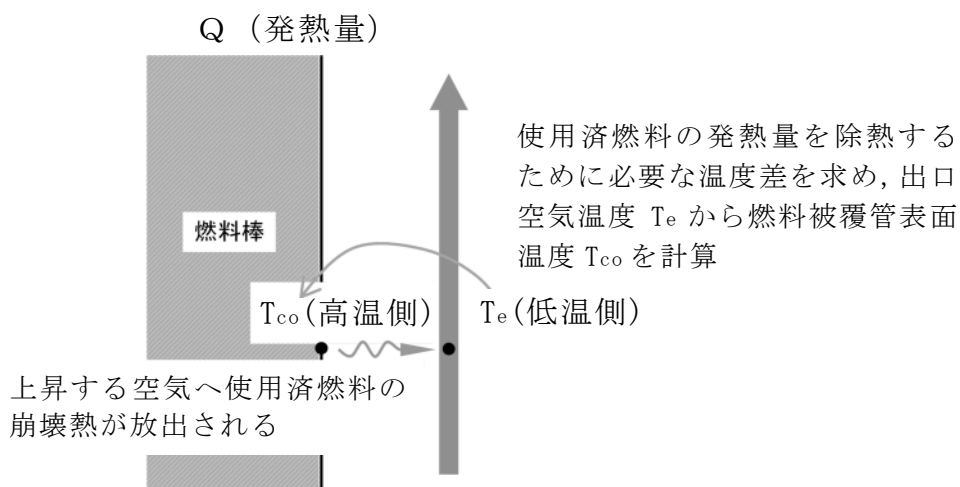 Q (発熱量)
使用済燃料の発熱量を除熱する
ために必要な温度差を求め,出口
空気温度 Te から燃料被覆管表面
温度 Tco を計算
燃料棒
Tco(高温側)
Te(低温側)
上昇する空気へ使用済燃料の
崩壊熱が放出される